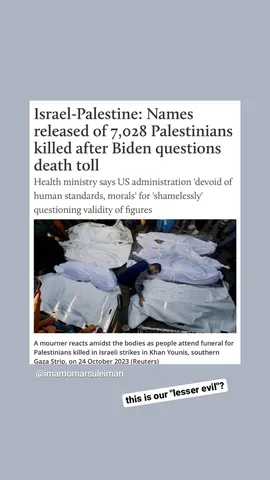 Israel-Palestine: Names
released of 7,028 Palestinians
killed after Biden questions
death toll
Health ministry says US administration 'devoid of
human standards, morals' for 'shamelessly'
questioning validity of figures
A mourner reacts amidst the bodies as people attend funeral for
Palestinians killed in Israeli strikes in Khan Younis, southern
Gaza Strip, on 24 October 2023 (Reuters)
@imamomarsuleiman
this is our "lesser evil"?